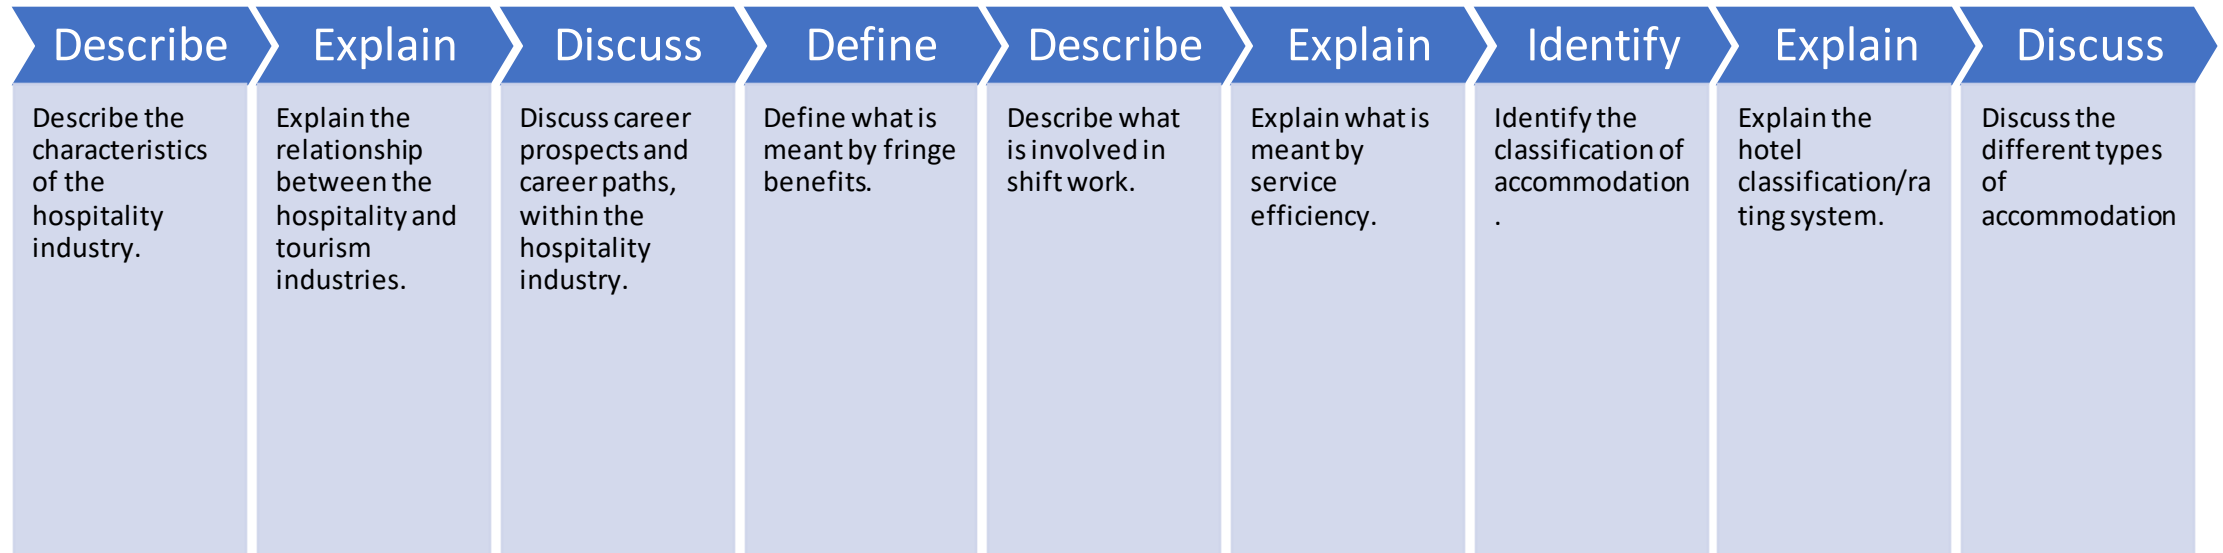 Describe
Describe the
characteristics
of the
hospitality
industry.
Explain
Explain the
relationship
between the
hospitality and
tourism
industries.
Discuss
Discuss career
prospects and
career paths,
within the
hospitality
industry.
Define
Define what is
meant by fringe
benefits.
Describe
Describe what
is involved in
shift work.
Explain
Explain what is
meant by
service
efficiency.
Identify
Identify the
classification of
accommodation
.
Explain
Explain the
hotel
classification/ra
ting system.
Discuss
Discuss the
different types
of
accommodation